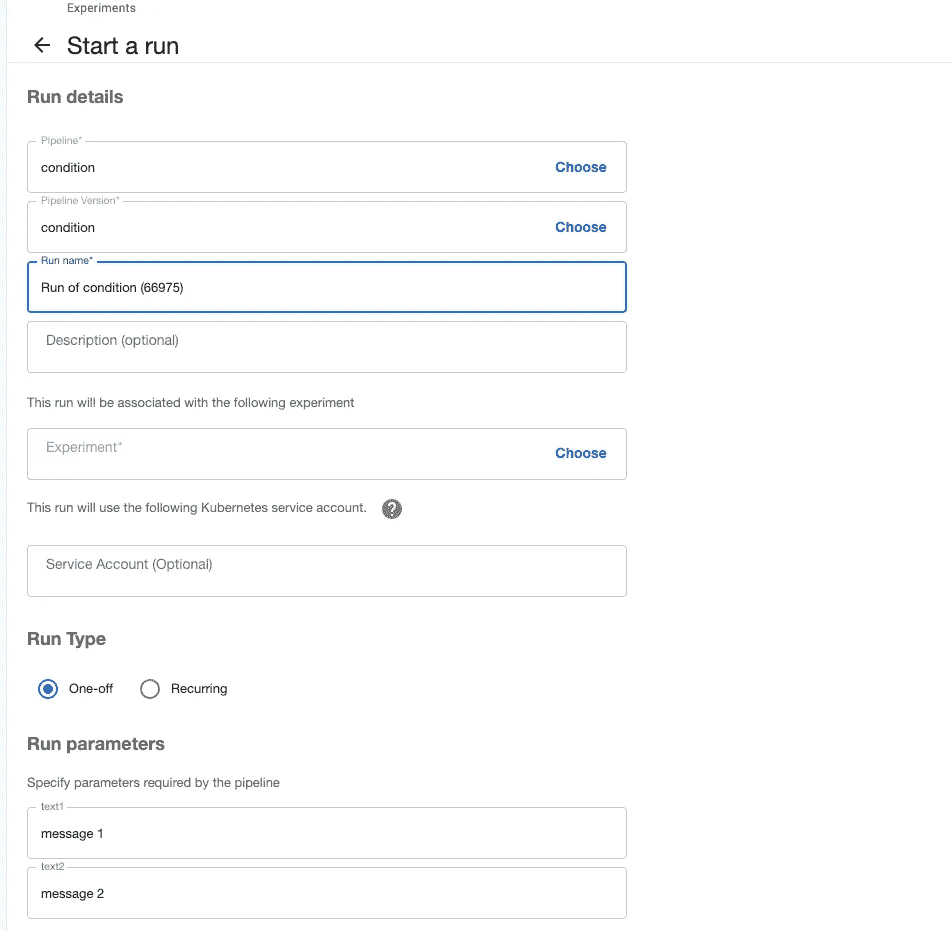 Experiments
Start a run
Run details
Pipeline*
condition
Choose
Pipeline Version*
condition
Choose
Run name*
Run of condition (66975)
Description (optional)
This run will be associated with the following experiment
Experiment*
Choose
This run will use the following Kubernetes service account.
Service Account (Optional)
Run Type
One-off
Recurring
Run parameters
Specify parameters required by the pipeline
text1
message 1
text2
message 2